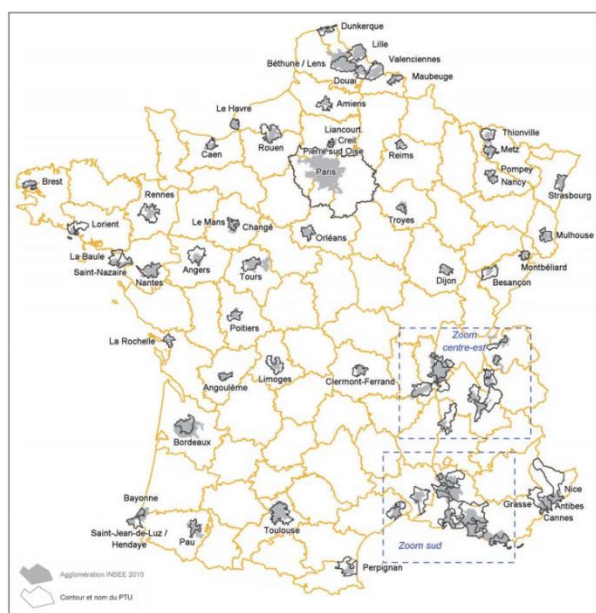 Dunkerque
Lille
Béthune / Lens
Valenciennes
Douai
Maubeuge
Amiens
Le Havre
Liancourt
Creil
Pierre sud Oise
Rouen
Caen
Reims
Thionville
Metz
Pompey
Nancy
Paris
Strasbourg
Brest
Rennes
Troyes
Le Mans
Changé
Lorient
Orléans
Mulhouse
La Baule
Saint-Nazaire
Angers
Montbéliard
Nantes
Tours
Dijon
Besançon
Poitiers
Zoom
centre-est
La Rochelle
Limoges
Clermont-Ferrand
Angoulême
Bordeaux
Nice
Grasse
Antibes
Cannes
Bayonne
Saint-Jean-de-Luz /
Hendaye
Pau
Toulouse
Zoom sud
Perpignan
Agglomération INSEE 2010
Contour et nom du PTU